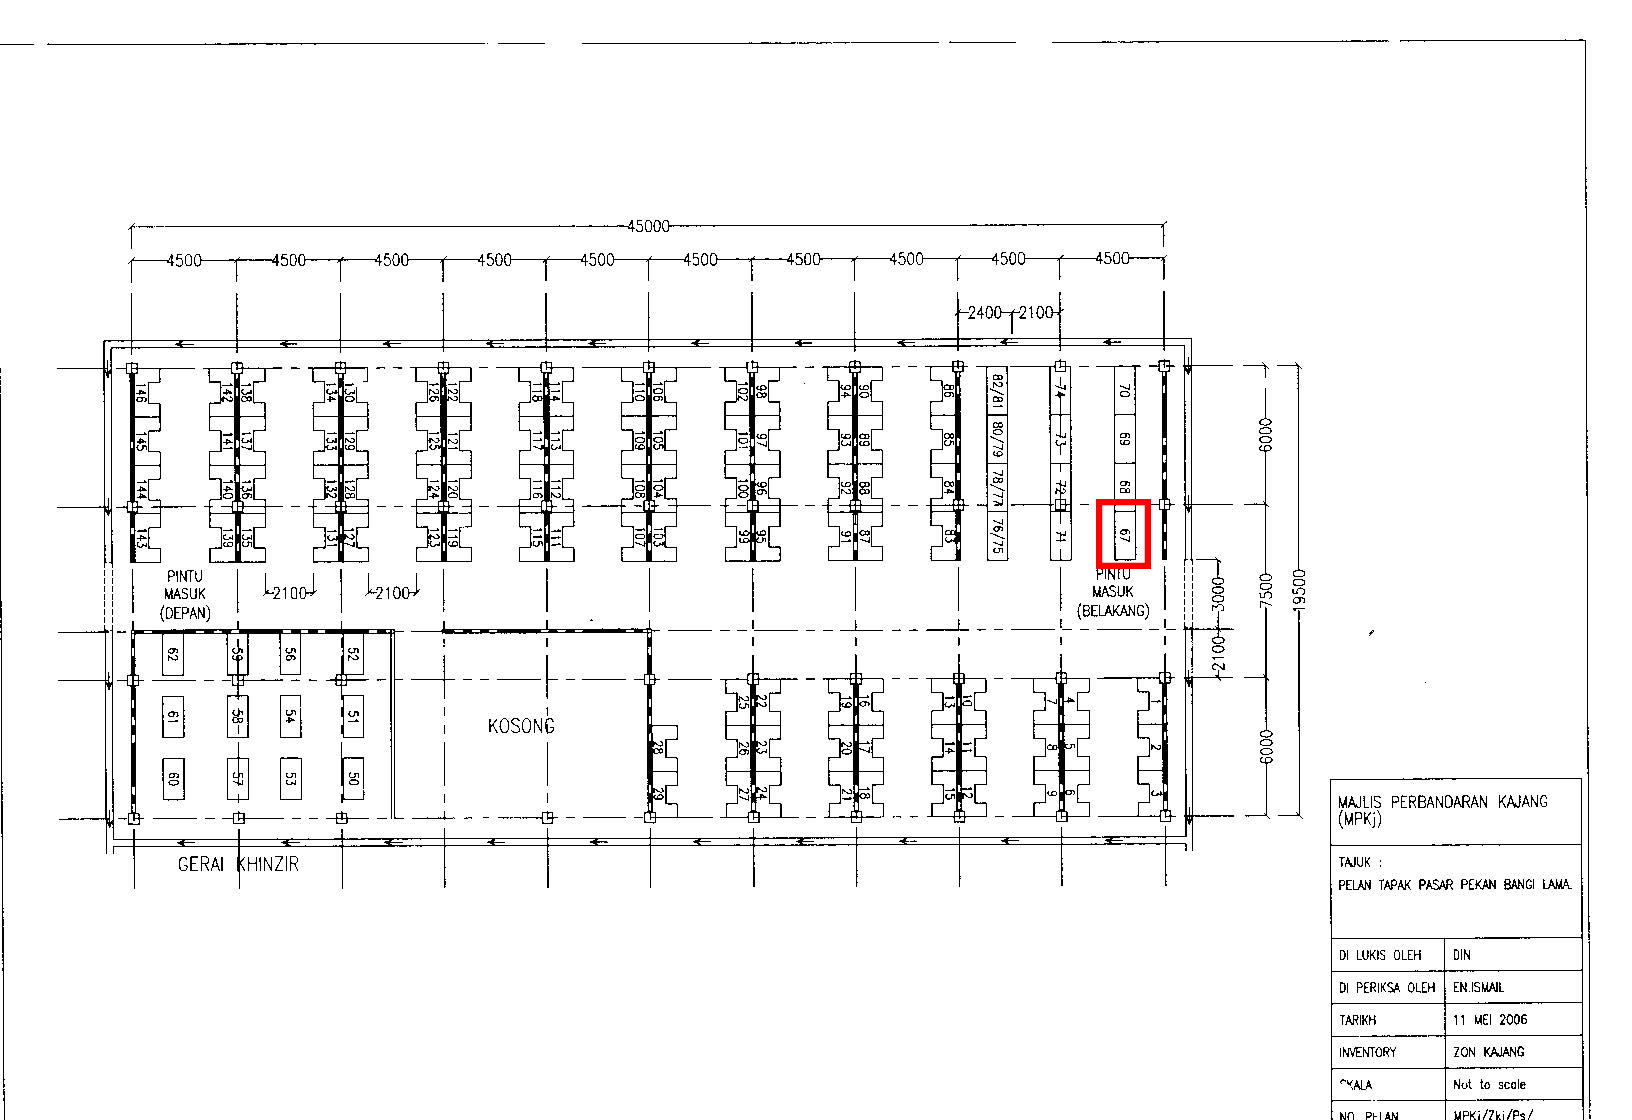 45000
4500 4500 4500 4500 4500 4500 4500 4500 4500 4500
2400 2100
146 142 138 134 130 126 122 118 114 110 106 102 98 94 90 86 82/81 74 70
145 141 137 133 129 125 121 117 113 109 105 101 97 93 89 85 80/79 73 69
144 140 136 132 128 124 120 116 112 108 104 100 96 92 88 84 78/77 72 68
143 139 135 131 127 123 119 115 111 107 103 99 95 91 87 83 76/75 71 67
6000
7500
19500
3000
2100
6000
PINTU
MASUK
(DEPAN)
2100 2100
PINTU
MASUK
(BELAKANG)
62 59 56 52
61 58 54 51
60 57 53 50
KOSONG
25 22 19 16 13 10 7 4 1
28 26 23 20 17 14 11 8 5 2
29 27 24 21 18 15 12 9 6 3
GERAI KHINZIR
MAJLIS PERBANDARAN KAJANG
(MPKj)
TAJUK :
PELAN TAPAK PASAR PEKAN BANGI LAMA.
DI LUKIS OLEH DIN
DI PERIKSA OLEH EN.ISMAIL
TARIKH 11 MEI 2006
INVENTORY ZON KAJANG
SKALA Not to scale
NO. PELAN MPKj/Zkj/Ps/